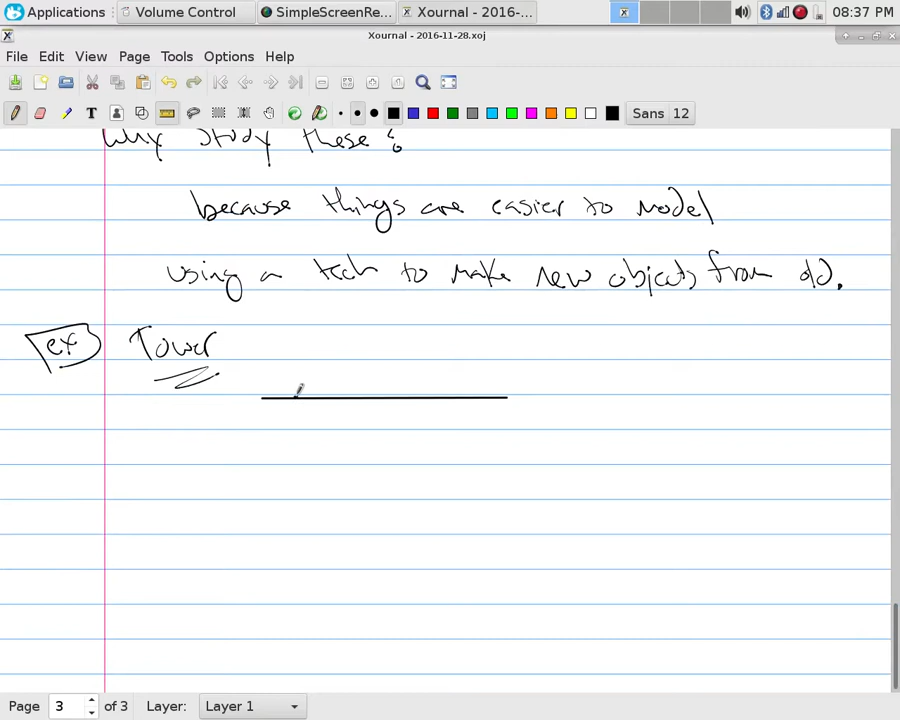 Applications Volume Control SimpleScreenRe... Xournal - 2016-... 08:37 PM
Xournal - 2016-11-28.xoj
File Edit View Page Tools Options Help
T Sans 12
Why study these?
because things are easier to model
using a tech to make new objects from old.
ex Tower
Page 3 of 3 Layer: Layer 1